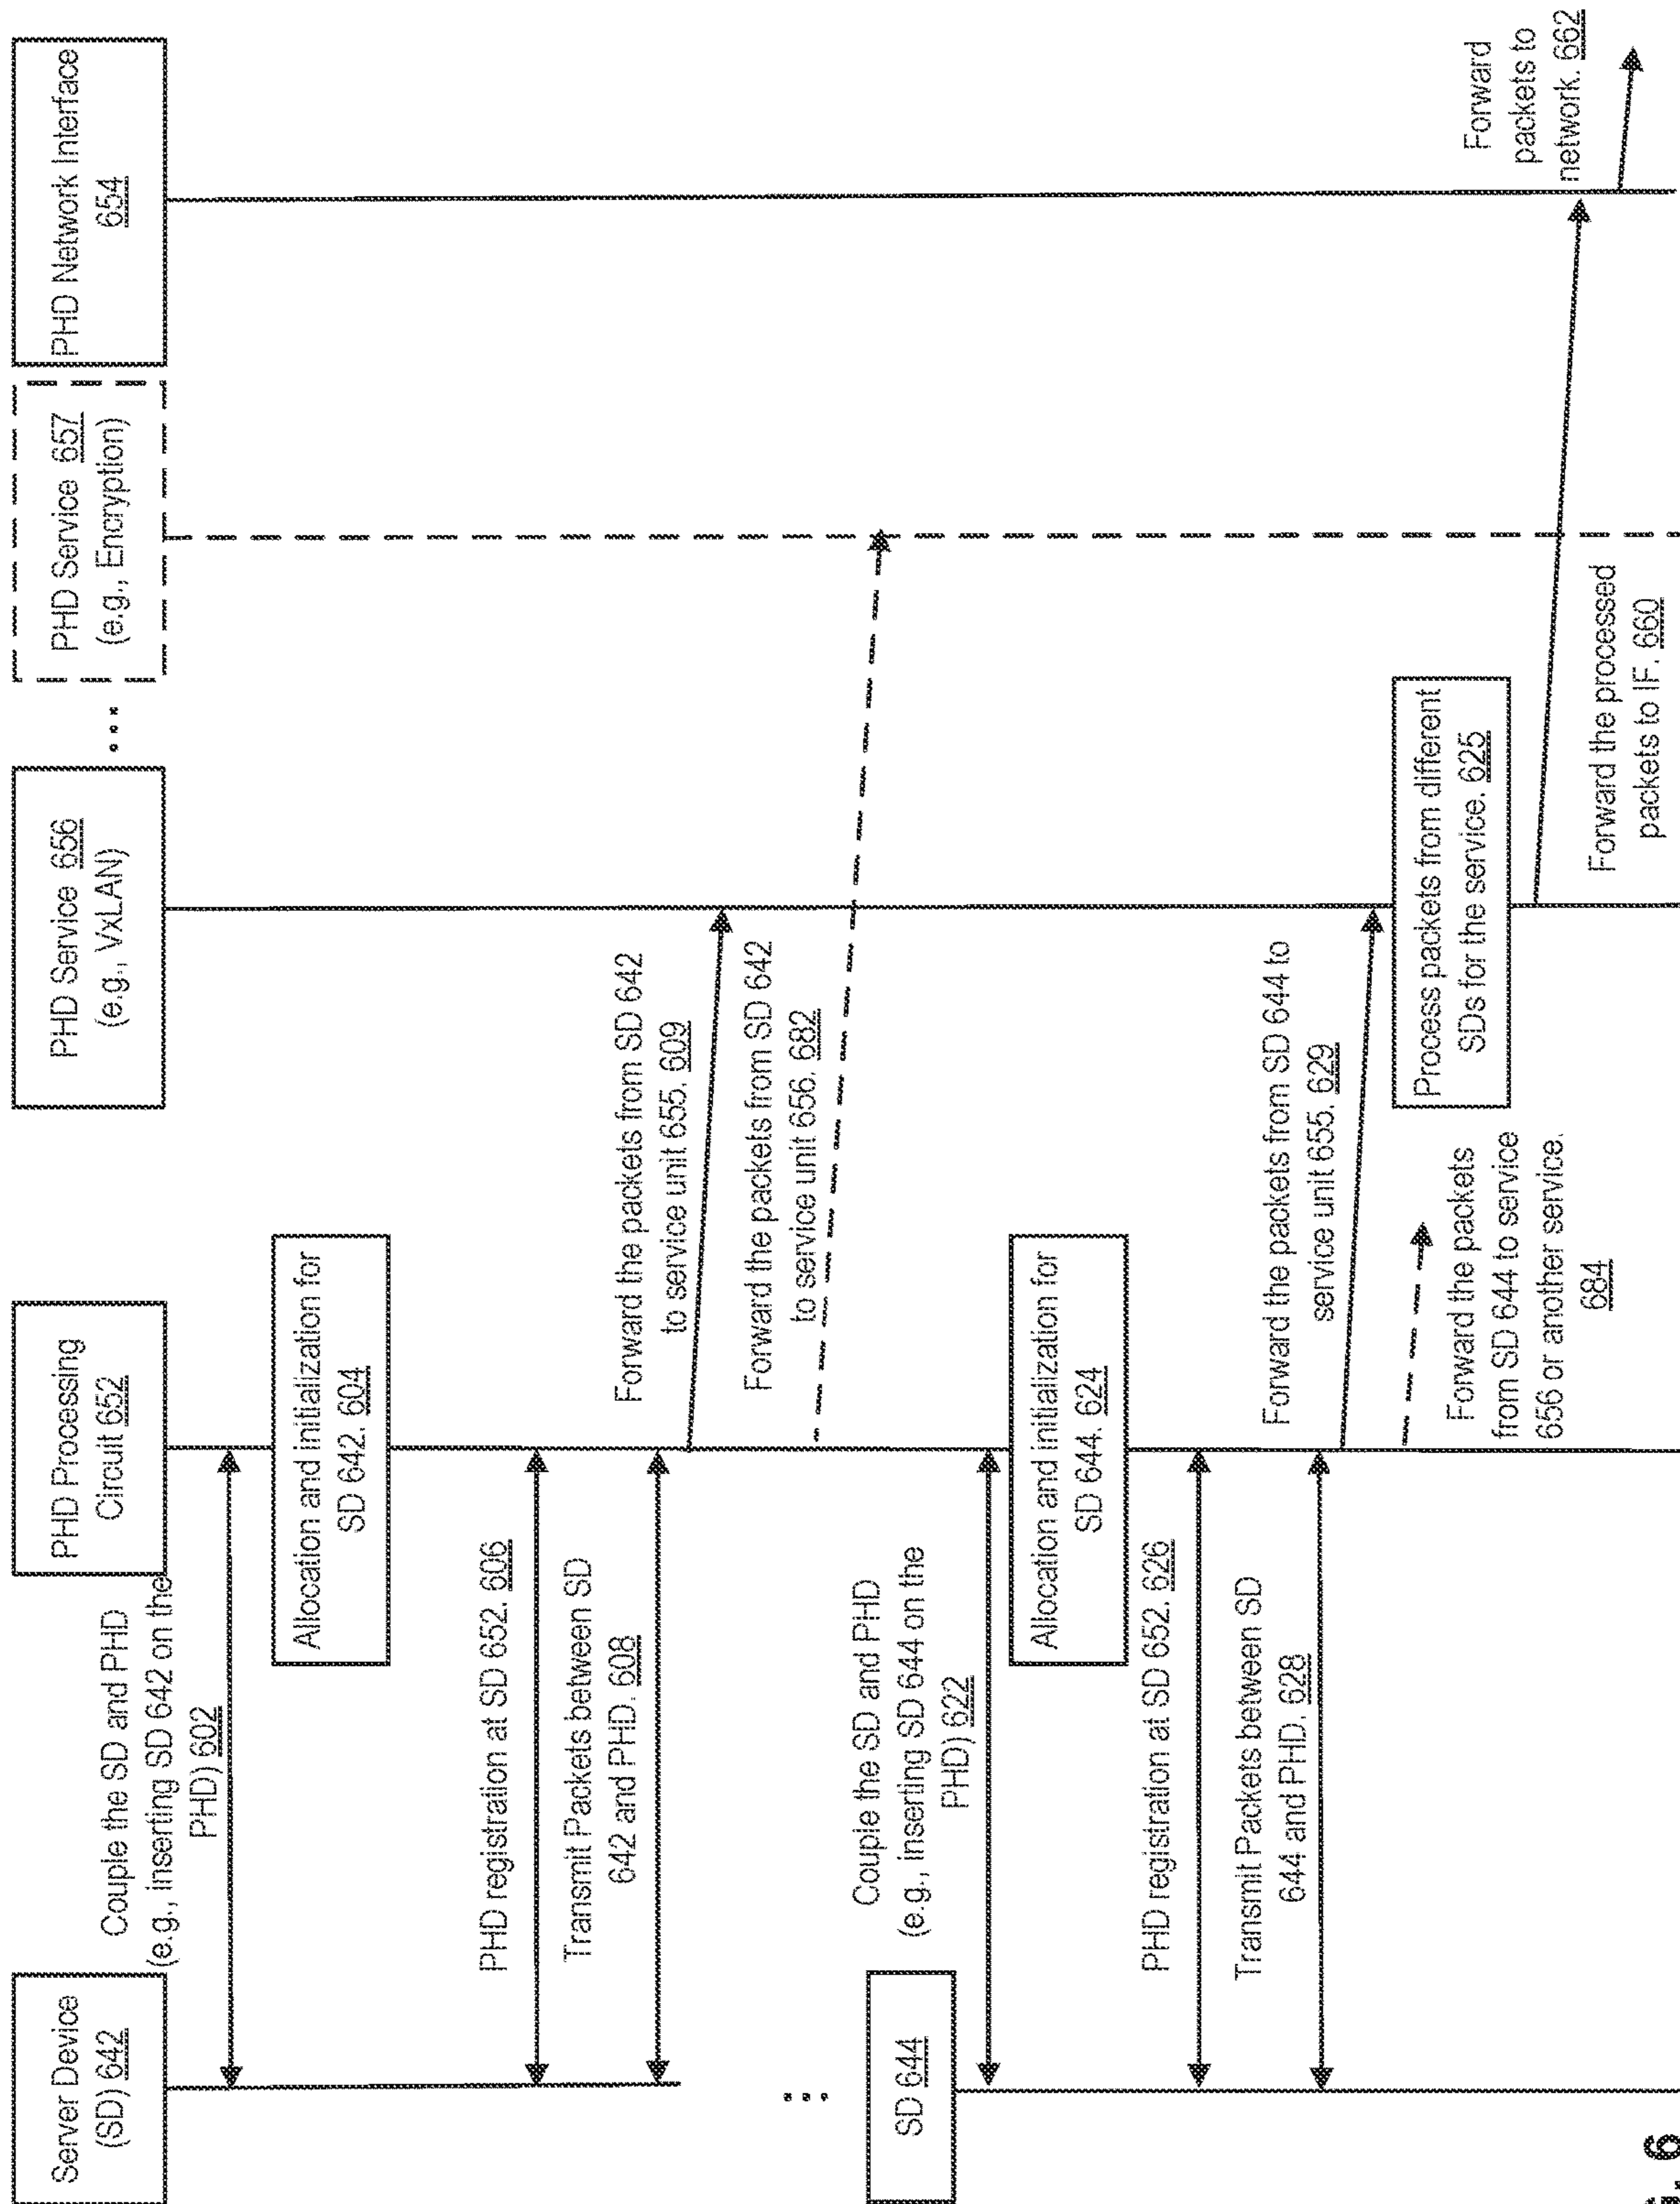 Server Device
(SD) 642
PHD Processing
Circuit 652
PHD Service 656
(e.g., VxLAN)
...
PHD Service 657
(e.g., Encryption)
PHD Network Interface
654
Couple the SD and PHD
(e.g., inserting SD 642 on the
PHD) 602
Allocation and initialization for
SD 642. 604
PHD registration at SD 652. 606
Transmit Packets between SD
642 and PHD. 608
Forward the packets from SD 642
to service unit 655. 609
Forward the packets from SD 642
to service unit 656. 682
...
SD 644
Couple the SD and PHD
(e.g., inserting SD 644 on the
PHD) 622
Allocation and initialization for
SD 644. 624
PHD registration at SD 652. 626
Transmit Packets between SD
644 and PHD. 628
Forward the packets from SD 644 to
service unit 655. 629
Forward the packets
from SD 644 to service
656 or another service.
684
Process packets from different
SDs for the service. 625
Forward the processed
packets to IF. 660
Forward
packets to
network. 662
6